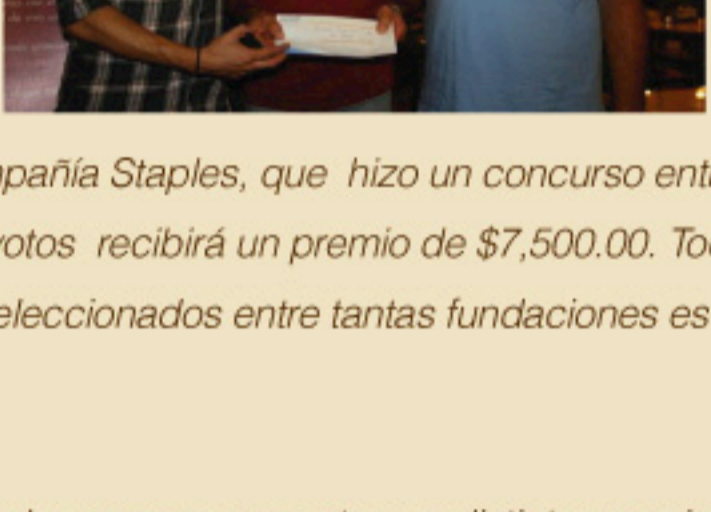 pañía Staples, que hizo un concurso ent
votos recibirá un premio de $7,500.00. To
eleccionados entre tantas fundaciones es